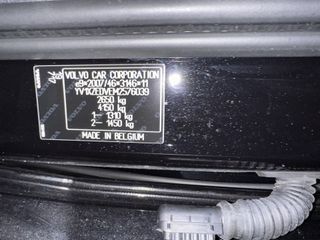 VOLVO CAR CORPORATION
e9*2007/46*3146*11
YV1XZEDVEM2576039
2650 kg
4150 kg
1- 1310 kg
2- 1450 kg
MADE IN BELGIUM